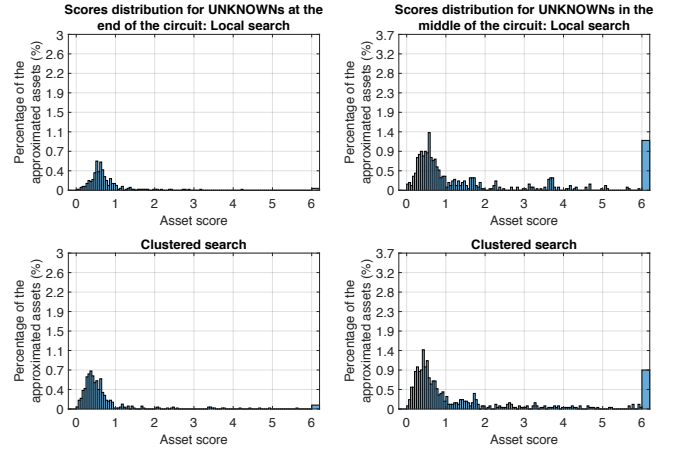 Scores distribution for UNKNOWNs at the
end of the circuit: Local search
3
2.6
2.2
1.9
1.5
1.1
0.7
0.4
0
Percentage of the
approximated assets (%)
0 1 2 3 4 5 6
Asset score
Scores distribution for UNKNOWNs in the
middle of the circuit: Local search
3.7
3.2
2.8
2.3
1.9
1.4
0.9
0.5
0
Percentage of the
approximated assets (%)
0 1 2 3 4 5 6
Asset score
Clustered search
3
2.6
2.2
1.9
1.5
1.1
0.7
0.4
0
Percentage of the
approximated assets (%)
0 1 2 3 4 5 6
Asset score
Clustered search
3.7
3.2
2.8
2.3
1.9
1.4
0.9
0.5
0
Percentage of the
approximated assets (%)
0 1 2 3 4 5 6
Asset score